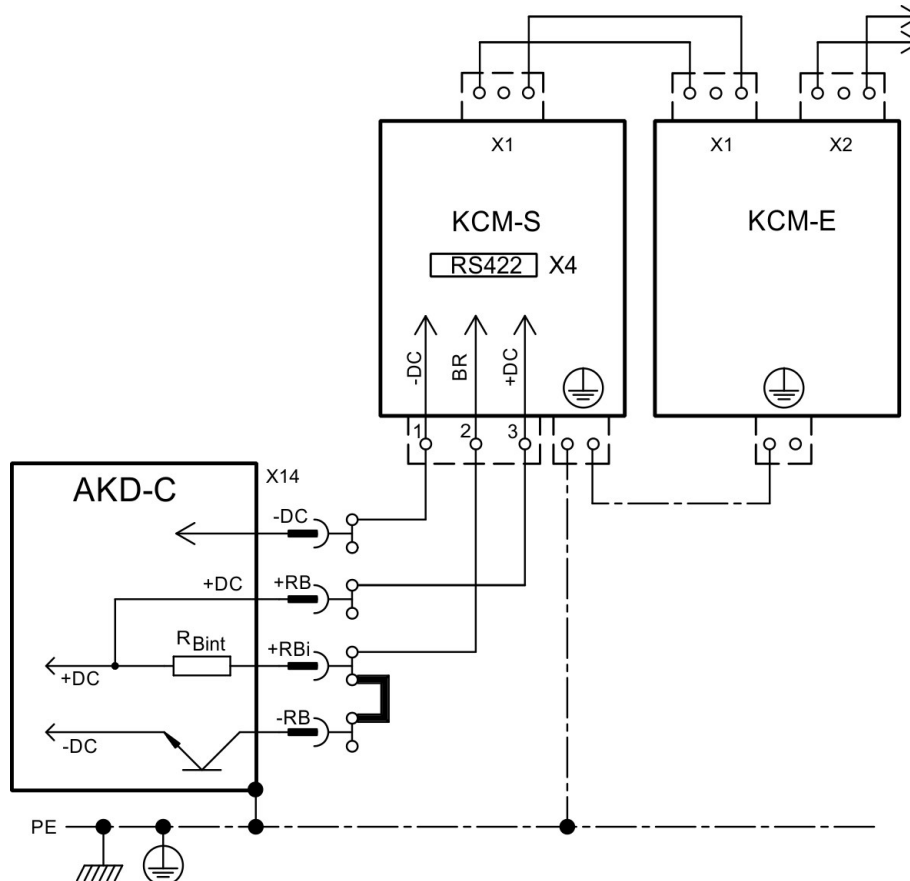 X1
X1
X2
KCM-S
KCM-E
RS422
X4
-DC
BR
+DC
1
2
3
AKD-C
X14
-DC
+DC
+RB
RBint
+RBi
+DC
-RB
-DC
PE